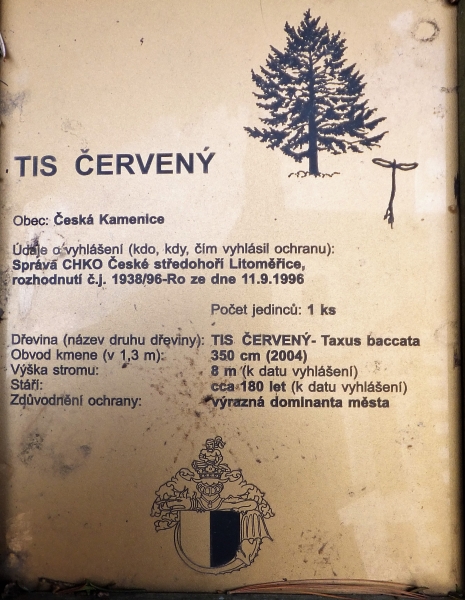 TIS ČERVENÝ
Obec: Česká Kamenice
Údaje o vyhlášení (kdo, kdy, čím vyhlásil ochranu):
Správa CHKO České středohoří Litoměřice,
rozhodnutí č.j. 1938/96-Ro ze dne 11.9.1996
Počet jedinců: 1 ks
Dřevina (název druhu dřeviny): TIS ČERVENÝ- Taxus baccata
Obvod kmene (v 1,3 m): 350 cm (2004)
Výška stromu: 8 m (k datu vyhlášení)
Stáří: cca 180 let (k datu vyhlášení)
Zdůvodnění ochrany: výrazná dominanta města